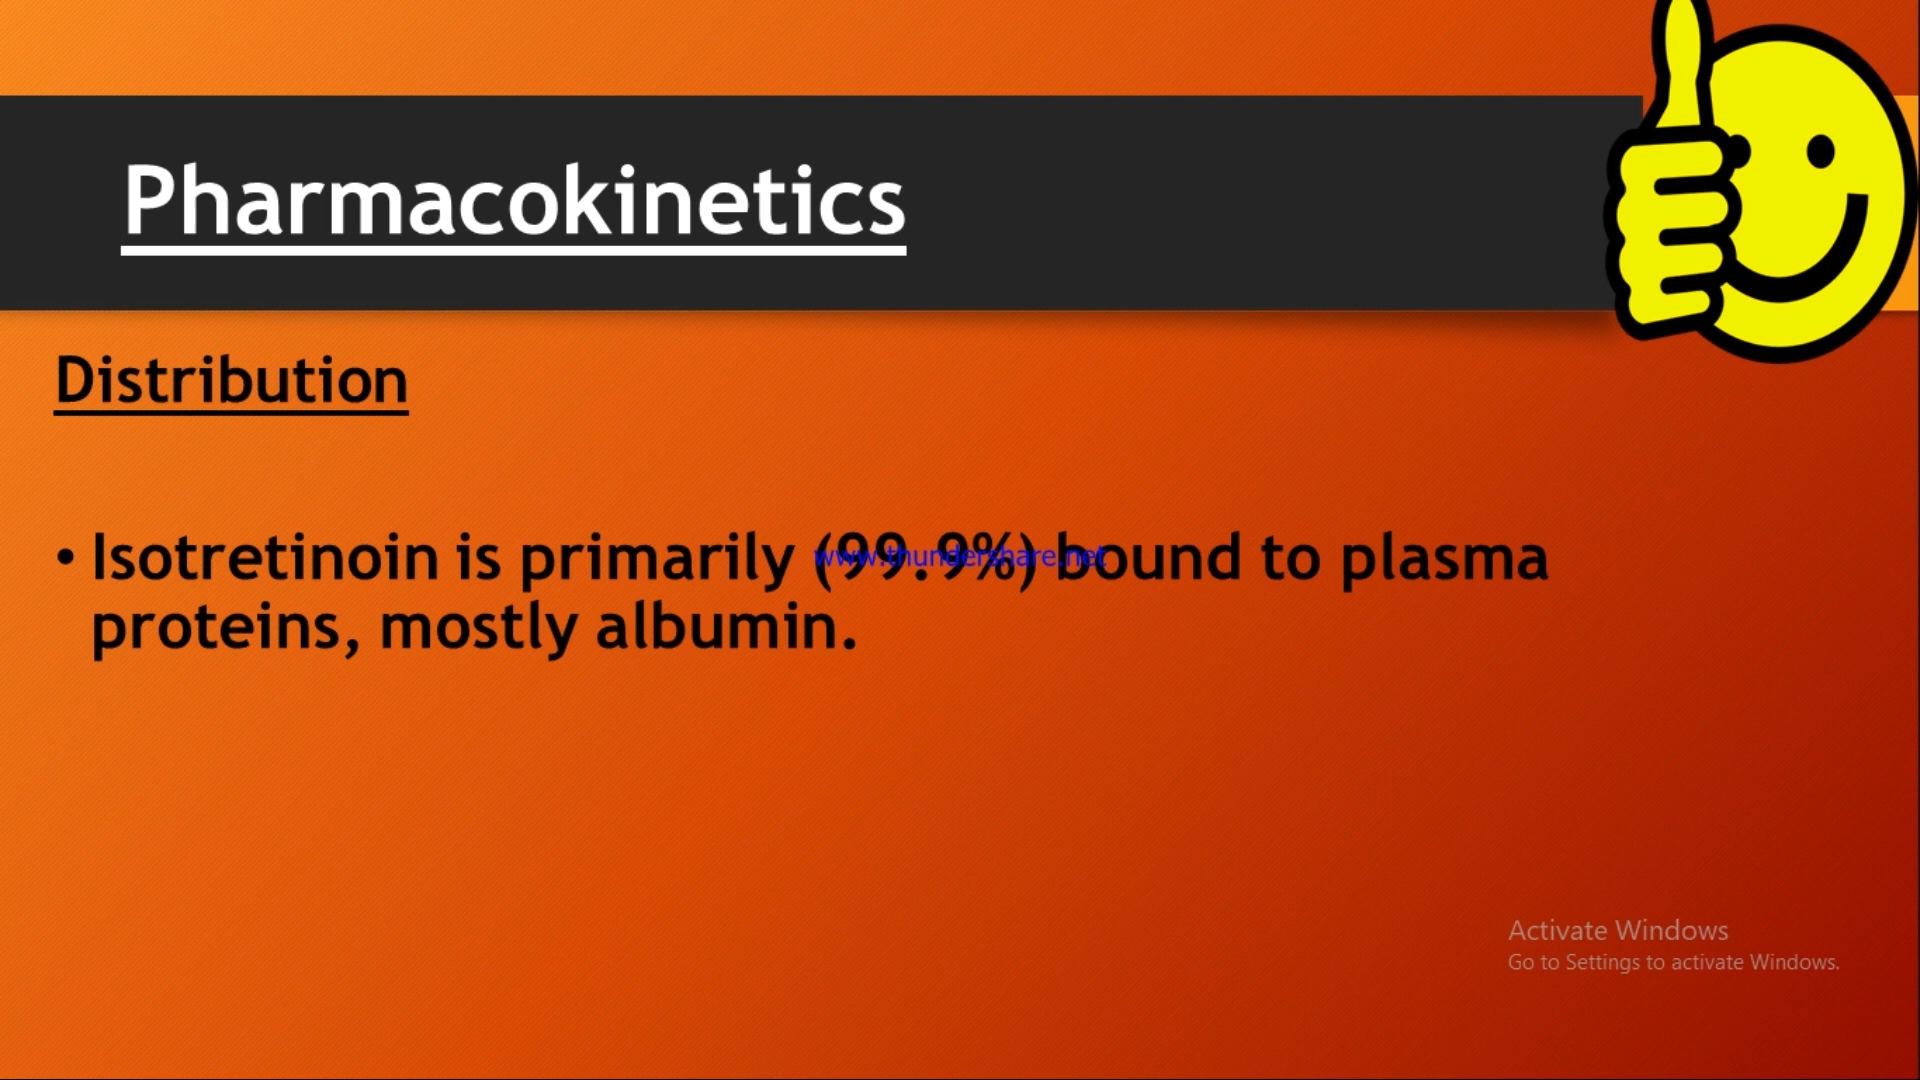 Pharmacokinetics
Distribution
• Isotretinoin is primarily (99.9%) bound to plasma
proteins, mostly albumin.
www.thundershare.net
Activate Windows
Go to Settings to activate Windows.